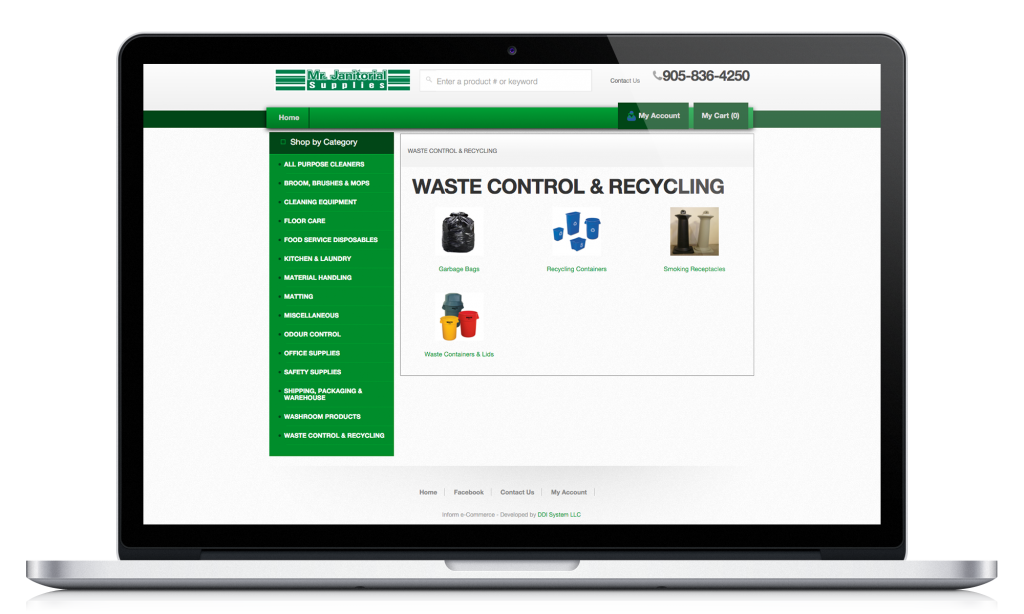 Mr. Janitorial
Supplies
Enter a product # or keyword
Contact Us
905-836-4250
Home
My Account
My Cart (0)
Shop by Category
ALL PURPOSE CLEANERS
BROOM, BRUSHES & MOPS
CLEANING EQUIPMENT
FLOOR CARE
FOOD SERVICE DISPOSABLES
KITCHEN & LAUNDRY
MATERIAL HANDLING
MATTING
MISCELLANEOUS
ODOUR CONTROL
OFFICE SUPPLIES
SAFETY SUPPLIES
SHIPPING, PACKAGING &
WAREHOUSE
WASHROOM PRODUCTS
WASTE CONTROL & RECYCLING
WASTE CONTROL & RECYCLING
WASTE CONTROL & RECYCLING
Garbage Bags
Recycling Containers
Smoking Receptacles
Waste Containers & Lids
Home
Facebook
Contact Us
My Account
Inform e-Commerce - Developed by DDI System LLC